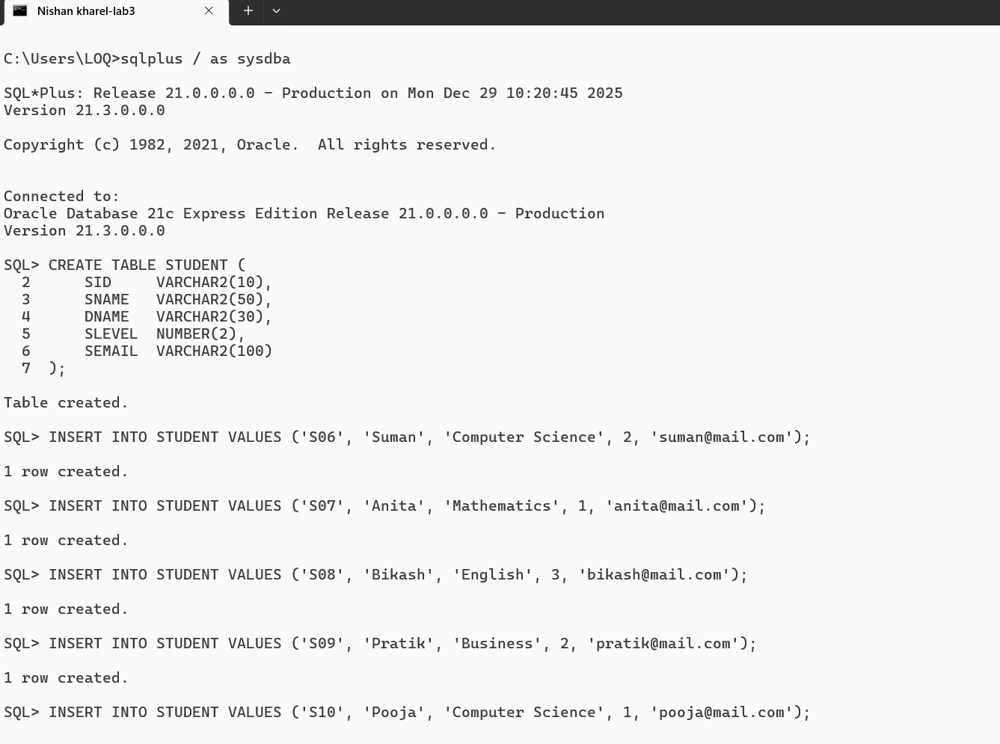 Nishan kharel-lab3
C:\Users\LOQ>sqlplus / as sysdba
SQL*Plus: Release 21.0.0.0.0 - Production on Mon Dec 29 10:20:45 2025
Version 21.3.0.0.0
Copyright (c) 1982, 2021, Oracle.  All rights reserved.
Connected to:
Oracle Database 21c Express Edition Release 21.0.0.0.0 - Production
Version 21.3.0.0.0
SQL> CREATE TABLE STUDENT (
  2      SID     VARCHAR2(10),
  3      SNAME   VARCHAR2(50),
  4      DNAME   VARCHAR2(30),
  5      SLEVEL  NUMBER(2),
  6      SEMAIL  VARCHAR2(100)
  7  );
Table created.
SQL> INSERT INTO STUDENT VALUES ('S06', 'Suman', 'Computer Science', 2, 'suman@mail.com');
1 row created.
SQL> INSERT INTO STUDENT VALUES ('S07', 'Anita', 'Mathematics', 1, 'anita@mail.com');
1 row created.
SQL> INSERT INTO STUDENT VALUES ('S08', 'Bikash', 'English', 3, 'bikash@mail.com');
1 row created.
SQL> INSERT INTO STUDENT VALUES ('S09', 'Pratik', 'Business', 2, 'pratik@mail.com');
1 row created.
SQL> INSERT INTO STUDENT VALUES ('S10', 'Pooja', 'Computer Science', 1, 'pooja@mail.com');